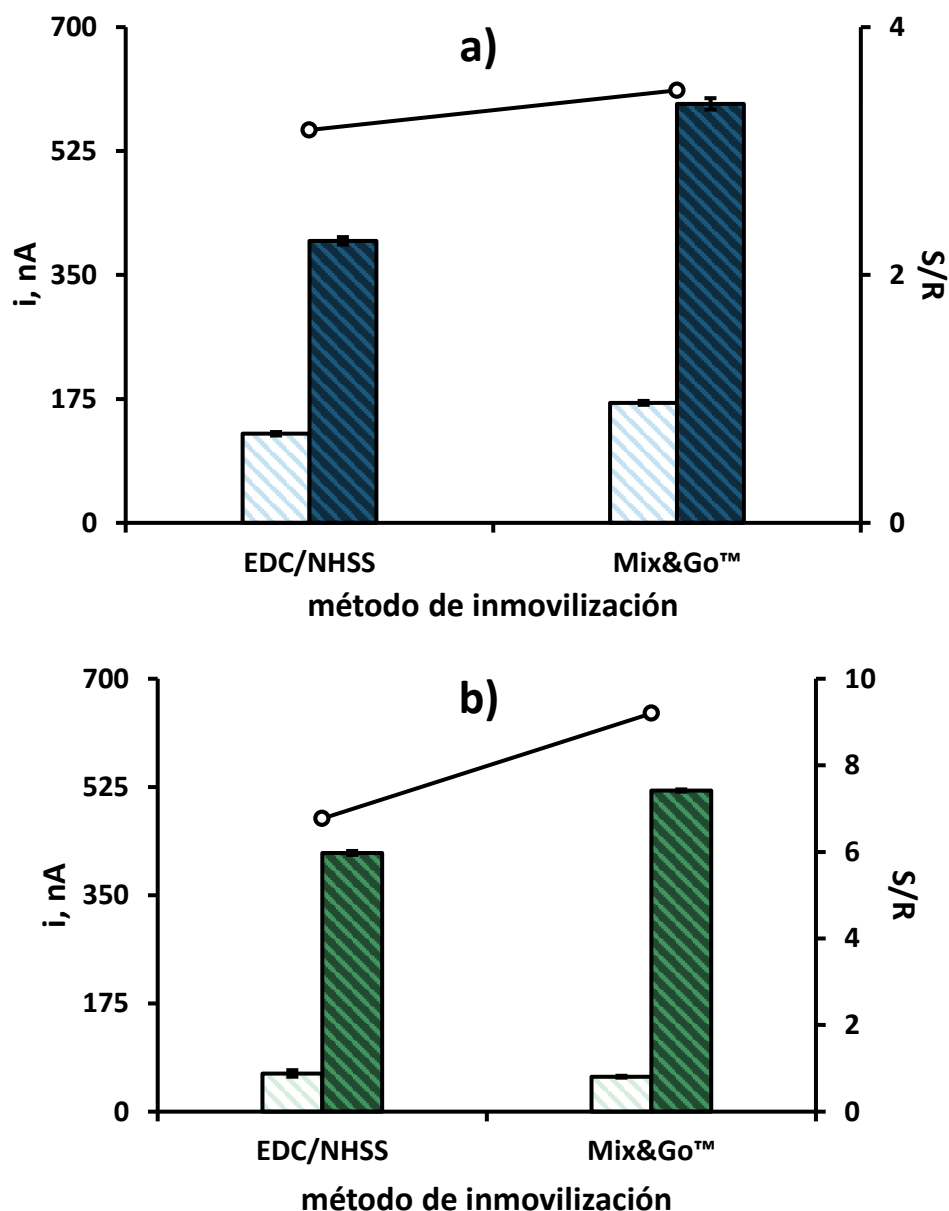 a)
700
525
350
175
0
i, nA
4
2
0
S/R
EDC/NHSS Mix&Go™
método de inmovilización
b)
700
525
350
175
0
i, nA
10
8
6
4
2
0
S/R
EDC/NHSS Mix&Go™
método de inmovilización